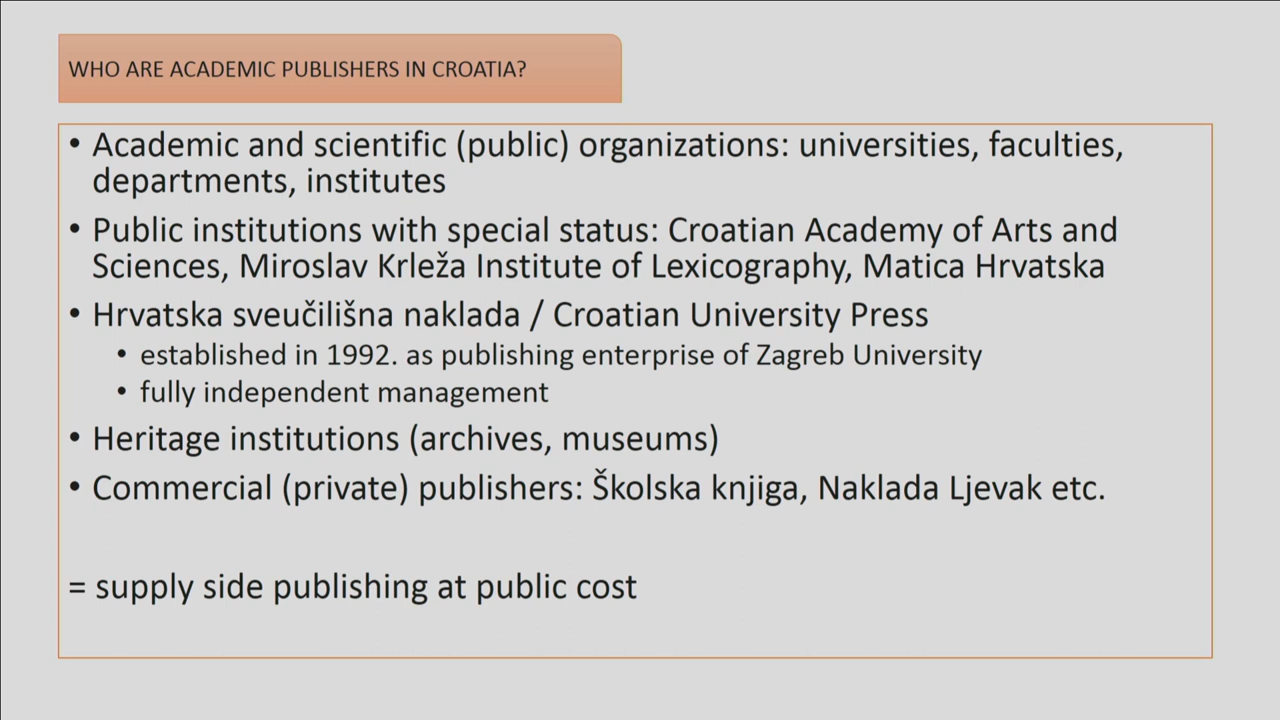 WHO ARE ACADEMIC PUBLISHERS IN CROATIA?
• Academic and scientific (public) organizations: universities, faculties,
departments, institutes
• Public institutions with special status: Croatian Academy of Arts and
Sciences, Miroslav Krleža Institute of Lexicography, Matica Hrvatska
• Hrvatska sveučilišna naklada / Croatian University Press
• established in 1992. as publishing enterprise of Zagreb University
• fully independent management
• Heritage institutions (archives, museums)
• Commercial (private) publishers: Školska knjiga, Naklada Ljevak etc.
= supply side publishing at public cost